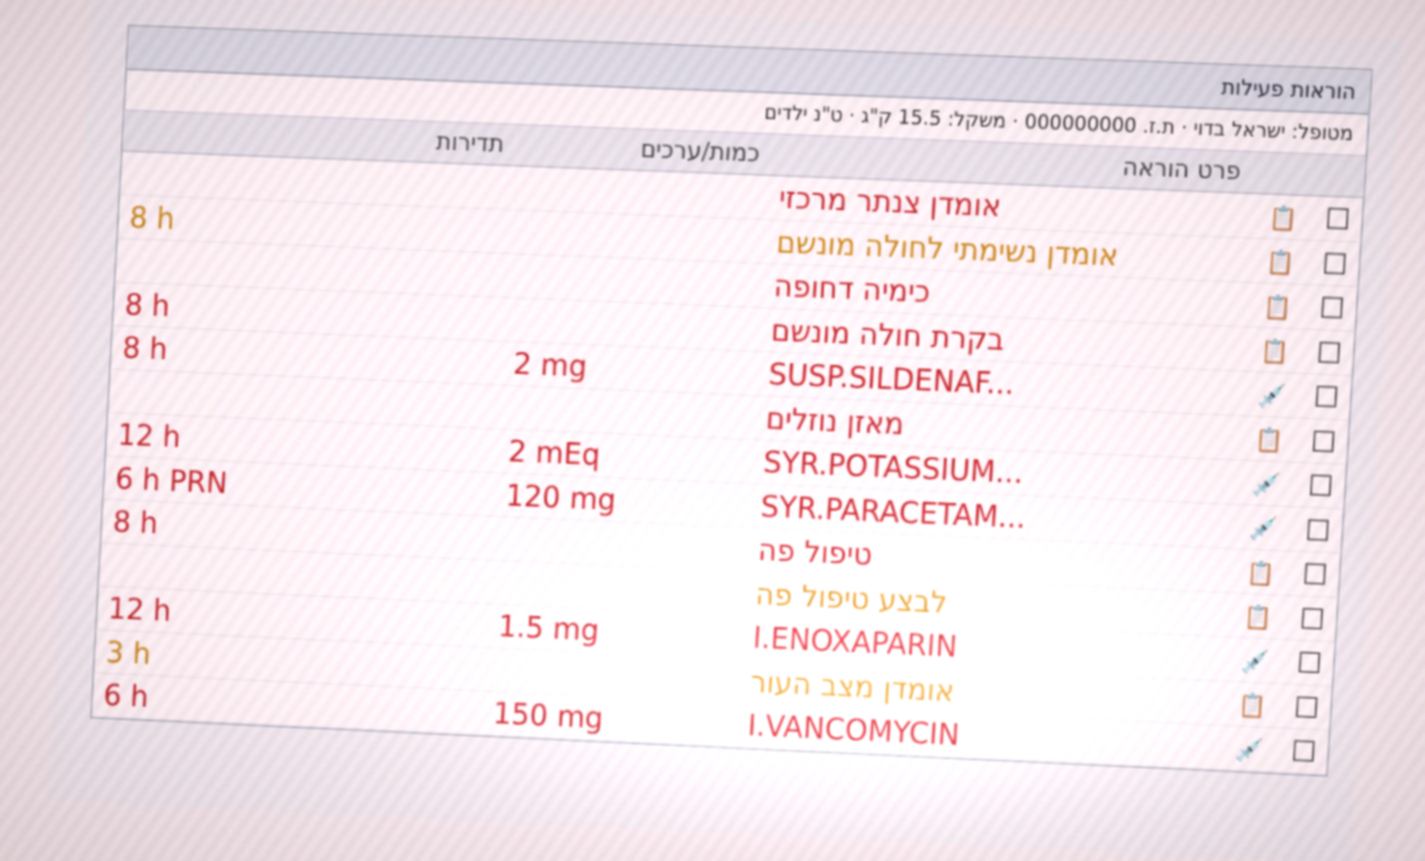 הוראות פעילות
מטופל: ישראל בדוי · ת.ז. 000000000 · משקל: 15.5 ק"ג · ט"נ ילדים
פרט הוראה כמות/ערכים תדירות
אומדן צנתר מרכזי
אומדן נשימתי לחולה מונשם 8 h
כימיה דחופה
בקרת חולה מונשם 8 h
SUSP.SILDENAF... 2 mg 8 h
מאזן נוזלים
SYR.POTASSIUM... 2 mEq 12 h
SYR.PARACETAM... 120 mg 6 h PRN
טיפול פה 8 h
לבצע טיפול פה
I.ENOXAPARIN 1.5 mg 12 h
אומדן מצב העור 3 h
I.VANCOMYCIN 150 mg 6 h